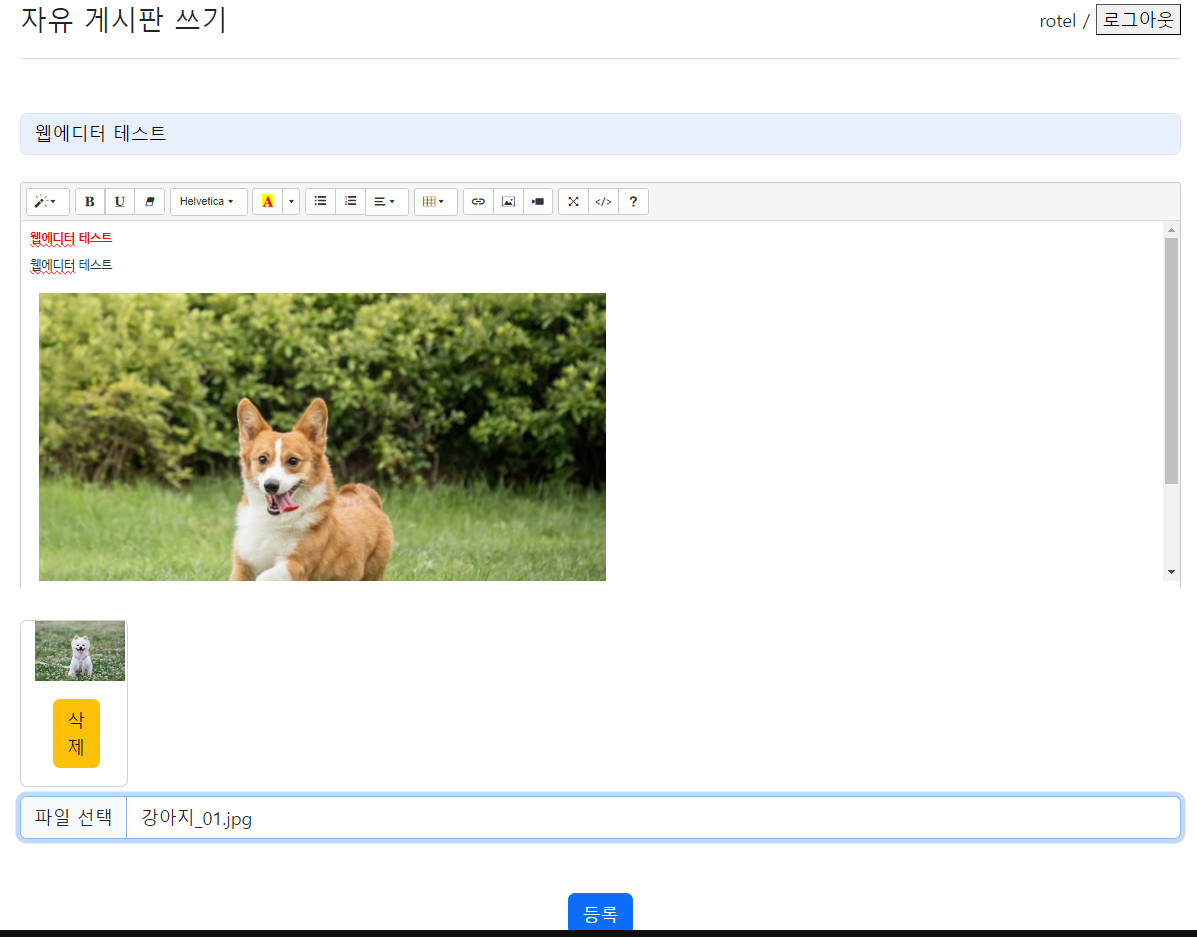 자유 게시판 쓰기
rotel / 로그아웃
웹에디터 테스트
B U Helvetica A </> ?
웹에디터 테스트
웹에디터 테스트
삭
제
파일 선택 강아지_01.jpg
등록